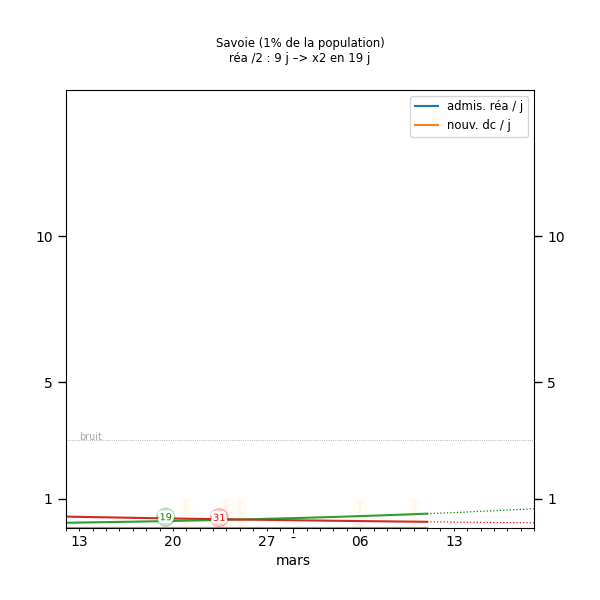 Savoie (1% de la population)
réa /2 : 9 j –> x2 en 19 j
admis. réa / j
nouv. dc / j
10
10
5
5
bruit
1
1
19
31
13
20
27
-
06
13
mars